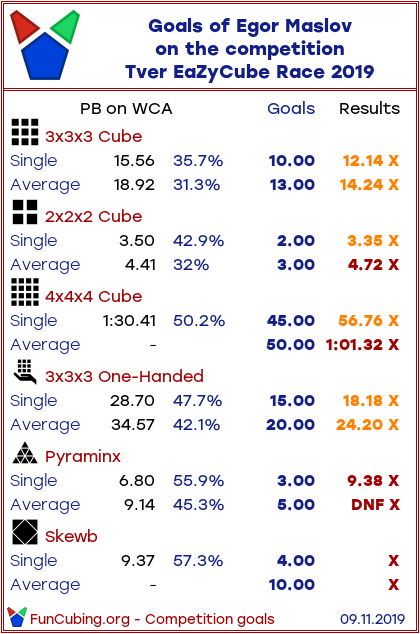 Goals of Egor Maslov
on the competition
Tver EaZyCube Race 2019
PB on WCA Goals Results
3x3x3 Cube
Single 15.56 35.7% 10.00 12.14 X
Average 18.92 31.3% 13.00 14.24 X
2x2x2 Cube
Single 3.50 42.9% 2.00 3.35 X
Average 4.41 32% 3.00 4.72 X
4x4x4 Cube
Single 1:30.41 50.2% 45.00 56.76 X
Average - 50.00 1:01.32 X
3x3x3 One-Handed
Single 28.70 47.7% 15.00 18.18 X
Average 34.57 42.1% 20.00 24.20 X
Pyraminx
Single 6.80 55.9% 3.00 9.38 X
Average 9.14 45.3% 5.00 DNF X
Skewb
Single 9.37 57.3% 4.00 X
Average - 10.00 X
FunCubing.org - Competition goals 09.11.2019